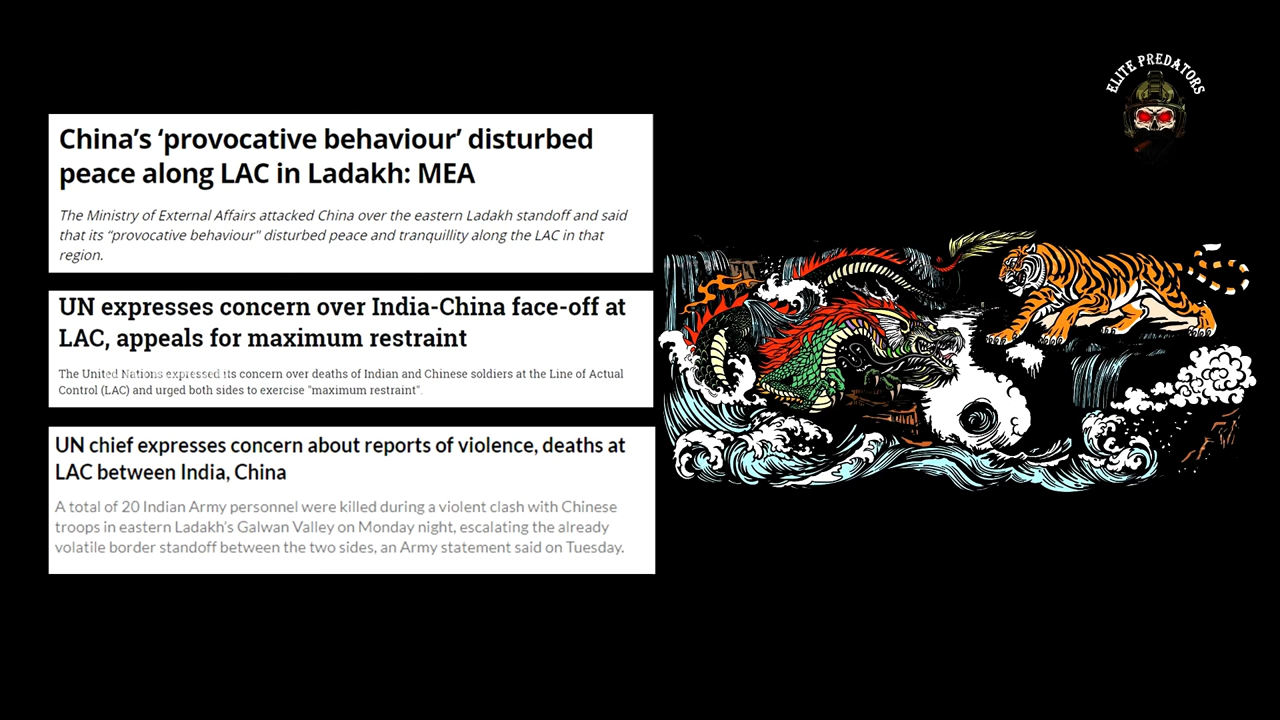 ELITE PREDATORS
China's ‘provocative behaviour’ disturbed
peace along LAC in Ladakh: MEA
The Ministry of External Affairs attacked China over the eastern Ladakh standoff and said
that its “provocative behaviour" disturbed peace and tranquillity along the LAC in that
region.
UN expresses concern over India-China face-off at
LAC, appeals for maximum restraint
The United Nations expressed its concern over deaths of Indian and Chinese soldiers at the Line of Actual
Control (LAC) and urged both sides to exercise "maximum restraint".
UN chief expresses concern about reports of violence, deaths at
LAC between India, China
A total of 20 Indian Army personnel were killed during a violent clash with Chinese
troops in eastern Ladakh's Galwan Valley on Monday night, escalating the already
volatile border standoff between the two sides, an Army statement said on Tuesday.